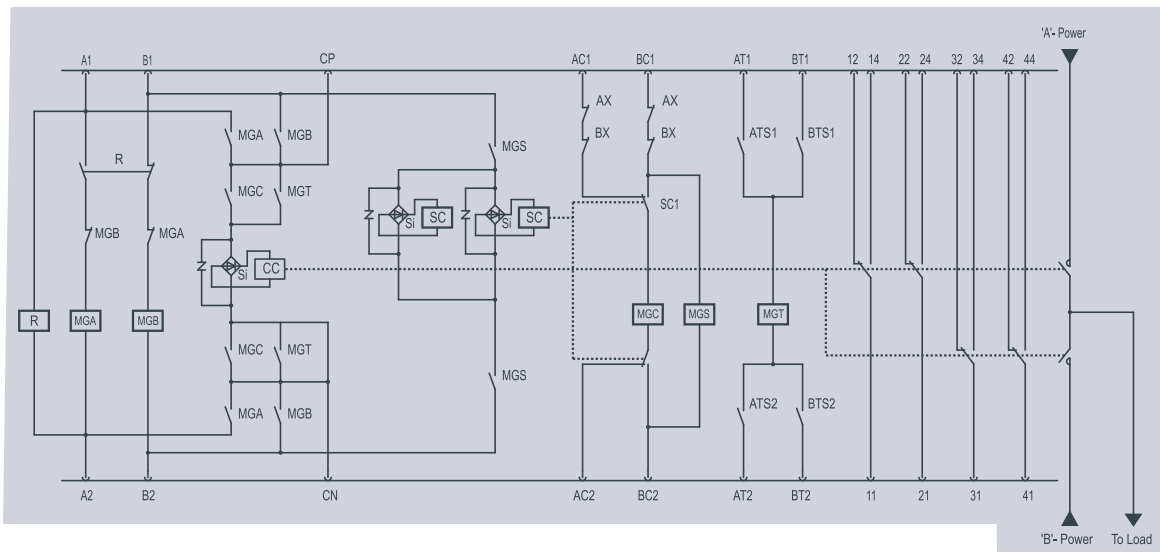 'A'- Power
A1 B1 CP AC1 BC1 AT1 BT1 12 14 22 24 32 34 42 44
AX AX
MGA MGB BX BX ATS1 BTS1
MGS
R
MGC MGT
SC SC SC1
Si Si
MGB MGA
Si CC
R MGA MGB MGC MGS MGT
MGC MGT
MGS
MGA MGB ATS2 BTS2
A2 B2 CN AC2 BC2 AT2 BT2 11 21 31 41
'B'- Power To Load